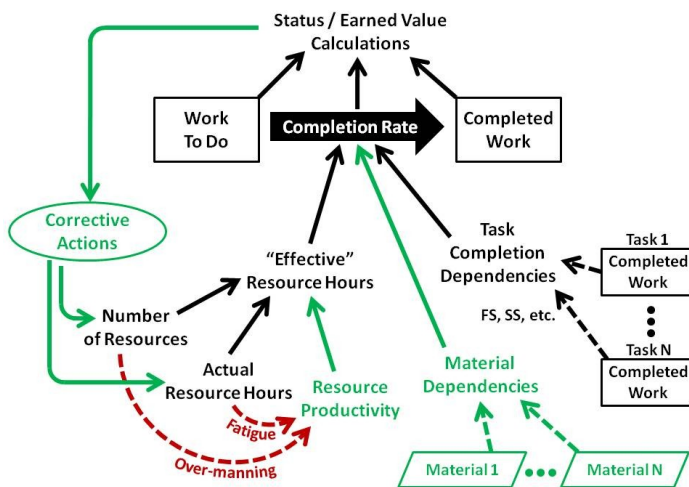 Status / Earned Value
Calculations
Work
To Do
Completion Rate
Completed
Work
Corrective
Actions
"Effective"
Resource Hours
Task
Completion
Dependencies
FS, SS, etc.
Task 1
Completed
Work
Task N
Completed
Work
Number
of Resources
Actual
Resource Hours
Resource
Productivity
Material
Dependencies
Fatigue
Over-manning
Material 1
Material N